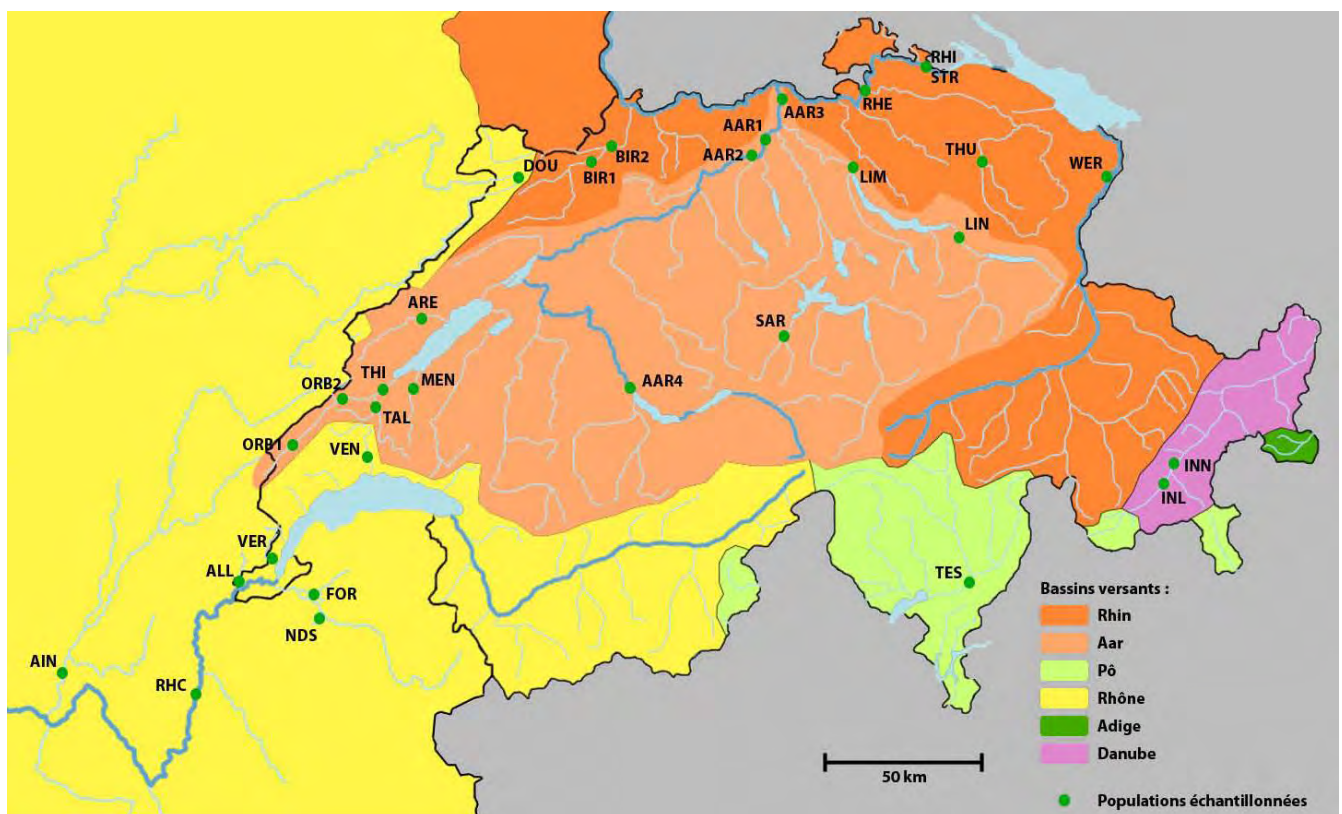 RHI
STR
RHE
AAR3
AAR1
AAR2
BIR2
BIR1
DOU
THU
WER
LIM
LIN
ARE
SAR
THI
MEN
ORB2
TAL
AAR4
ORB1
VEN
INN
INL
VER
ALL
FOR
NDS
TES
AIN
RHC
50 km
Bassins versants :
Rhin
Aar
Pô
Rhône
Adige
Danube
Populations échantillonnées